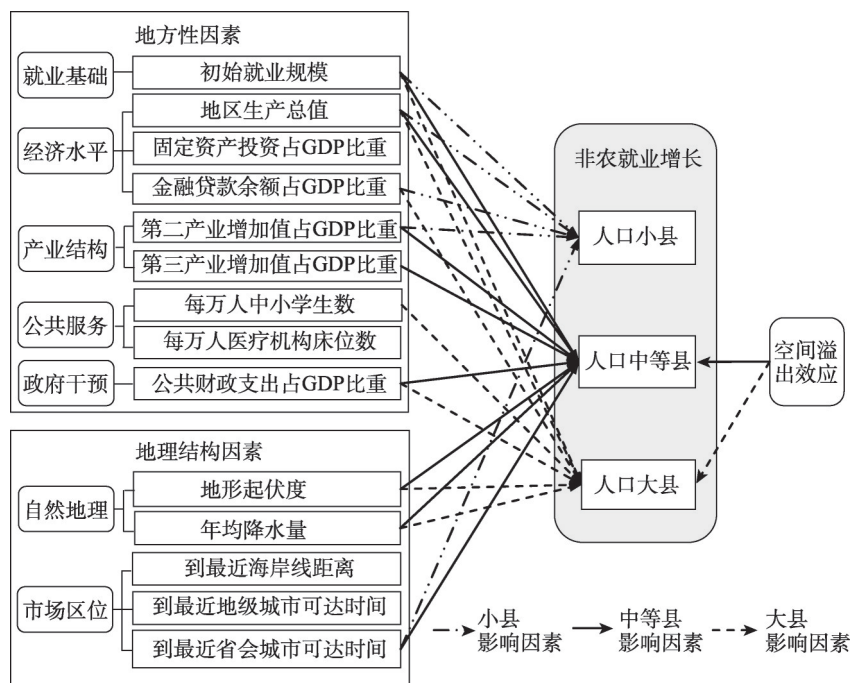 地方性因素
就业基础
初始就业规模
经济水平
地区生产总值
固定资产投资占GDP比重
金融贷款余额占GDP比重
产业结构
第二产业增加值占GDP比重
第三产业增加值占GDP比重
公共服务
每万人中小学生数
每万人医疗机构床位数
政府干预
公共财政支出占GDP比重
地理结构因素
自然地理
地形起伏度
年均降水量
市场区位
到最近海岸线距离
到最近地级城市可达时间
到最近省会城市可达时间
非农就业增长
人口小县
人口中等县
人口大县
空间溢
出效应
小县
影响因素
中等县
影响因素
大县
影响因素